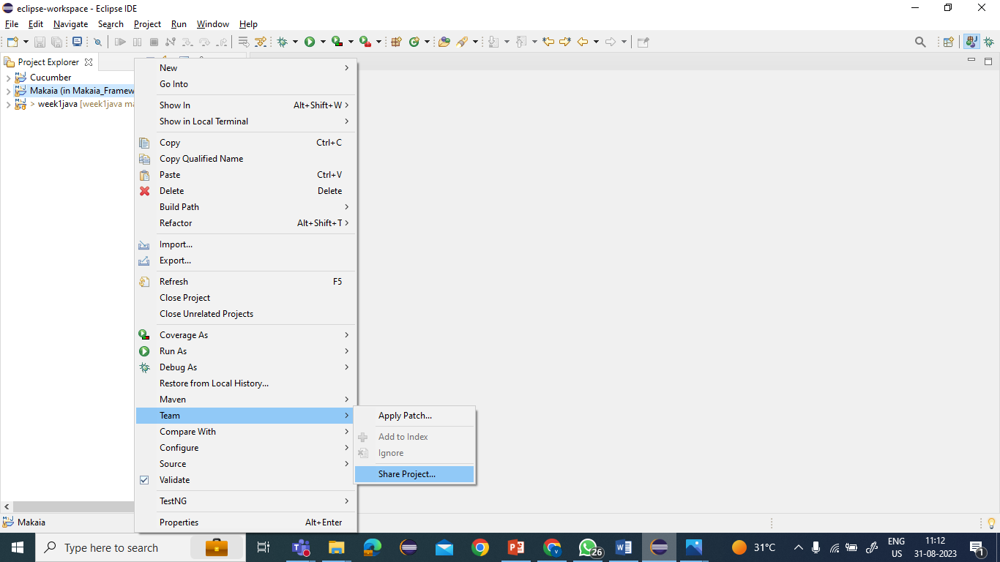 eclipse-workspace - Eclipse IDE
File Edit Navigate Search Project Run Window Help
Project Explorer
Cucumber
Makaia (in Makaia_Framew
> week1java [week1java ma
New
Go Into
Show In Alt+Shift+W
Show in Local Terminal
Copy Ctrl+C
Copy Qualified Name
Paste Ctrl+V
Delete Delete
Build Path
Refactor Alt+Shift+T
Import...
Export...
Refresh F5
Close Project
Close Unrelated Projects
Coverage As
Run As
Debug As
Restore from Local History...
Maven
Team
Compare With
Configure
Source
Validate
TestNG
Properties Alt+Enter
Apply Patch...
Add to Index
Ignore
Share Project...
Makaia
Type here to search
26
31°C
ENG
US
11:12
31-08-2023
1